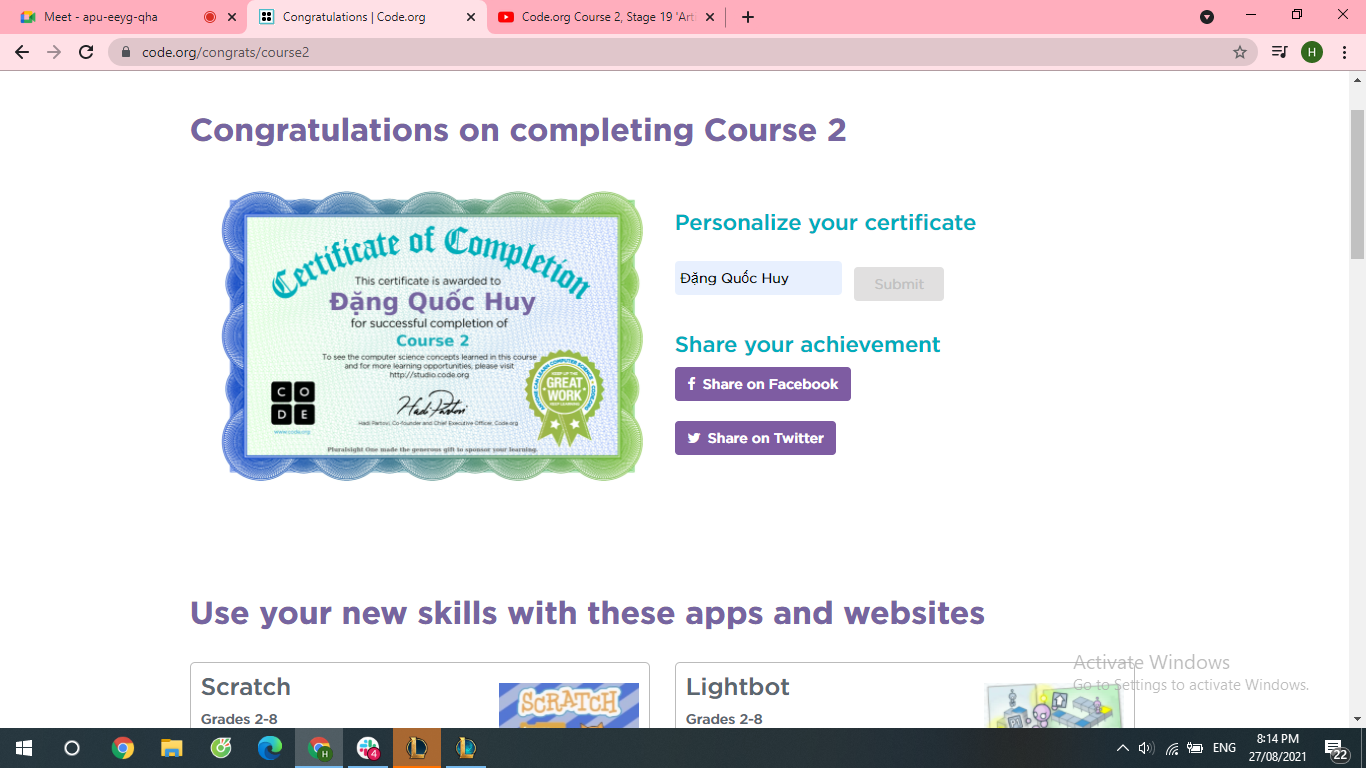 Meet - apu-eeyg-qha
Congratulations | Code.org
Code.org Course 2, Stage 19 'Art
code.org/congrats/course2
H
Congratulations on completing Course 2
Certificate of Completion
This certificate is awarded to
Đặng Quốc Huy
for successful completion of
Course 2
To see the computer science concepts learned in this course
and for more learning opportunities, please visit
http://studio.code.org
C O
D E
www.code.org
KEEP UP THE
GREAT
WORK
Hadi Partovi
Hadi Partovi, Co-founder and Chief Executive Officer, Code.org
Pluralsight One made the generous gift to sponsor your learning.
Personalize your certificate
Đặng Quốc Huy
Submit
Share your achievement
f Share on Facebook
Share on Twitter
Use your new skills with these apps and websites
Scratch
Grades 2-8
SCRATCH
Lightbot
Grades 2-8
Activate Windows
Go to Settings to activate Windows.
H
4
L
L
ENG
8:14 PM
27/08/2021
22